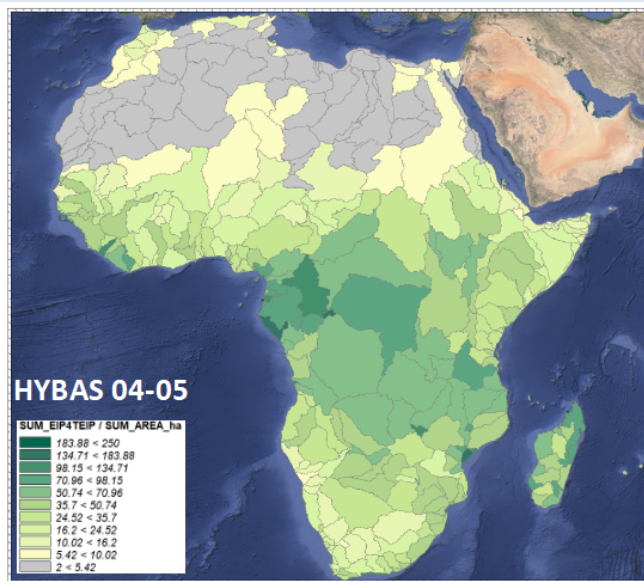 HYBAS 04-05
SUM_EIP4TEIP / SUM_AREA_ha
183.88 < 250
134.71 < 183.88
98.15 < 134.71
70.96 < 98.15
50.74 < 70.96
35.7 < 50.74
24.52 < 35.7
16.2 < 24.52
10.02 < 16.2
5.42 < 10.02
2 < 5.42